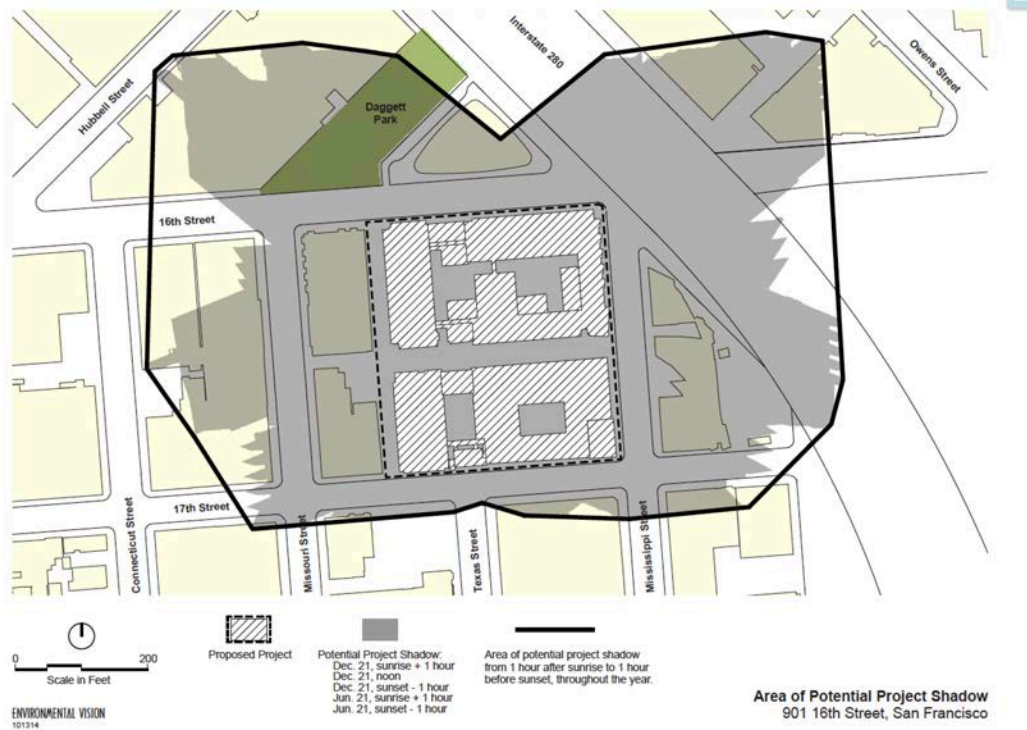 Interstate 280
Owens Street
Hubbell Street
Daggett
Park
16th Street
17th Street
Connecticut Street
Missouri Street
Texas Street
Mississippi Street
0
200
Scale in Feet
Proposed Project
Potential Project Shadow:
Dec. 21, sunrise + 1 hour
Dec. 21, noon
Dec. 21, sunset - 1 hour
Jun. 21, sunrise + 1 hour
Jun. 21, sunset - 1 hour
Area of potential project shadow
from 1 hour after sunrise to 1 hour
before sunset, throughout the year.
ENVIRONMENTAL VISION
101314
Area of Potential Project Shadow
901 16th Street, San Francisco